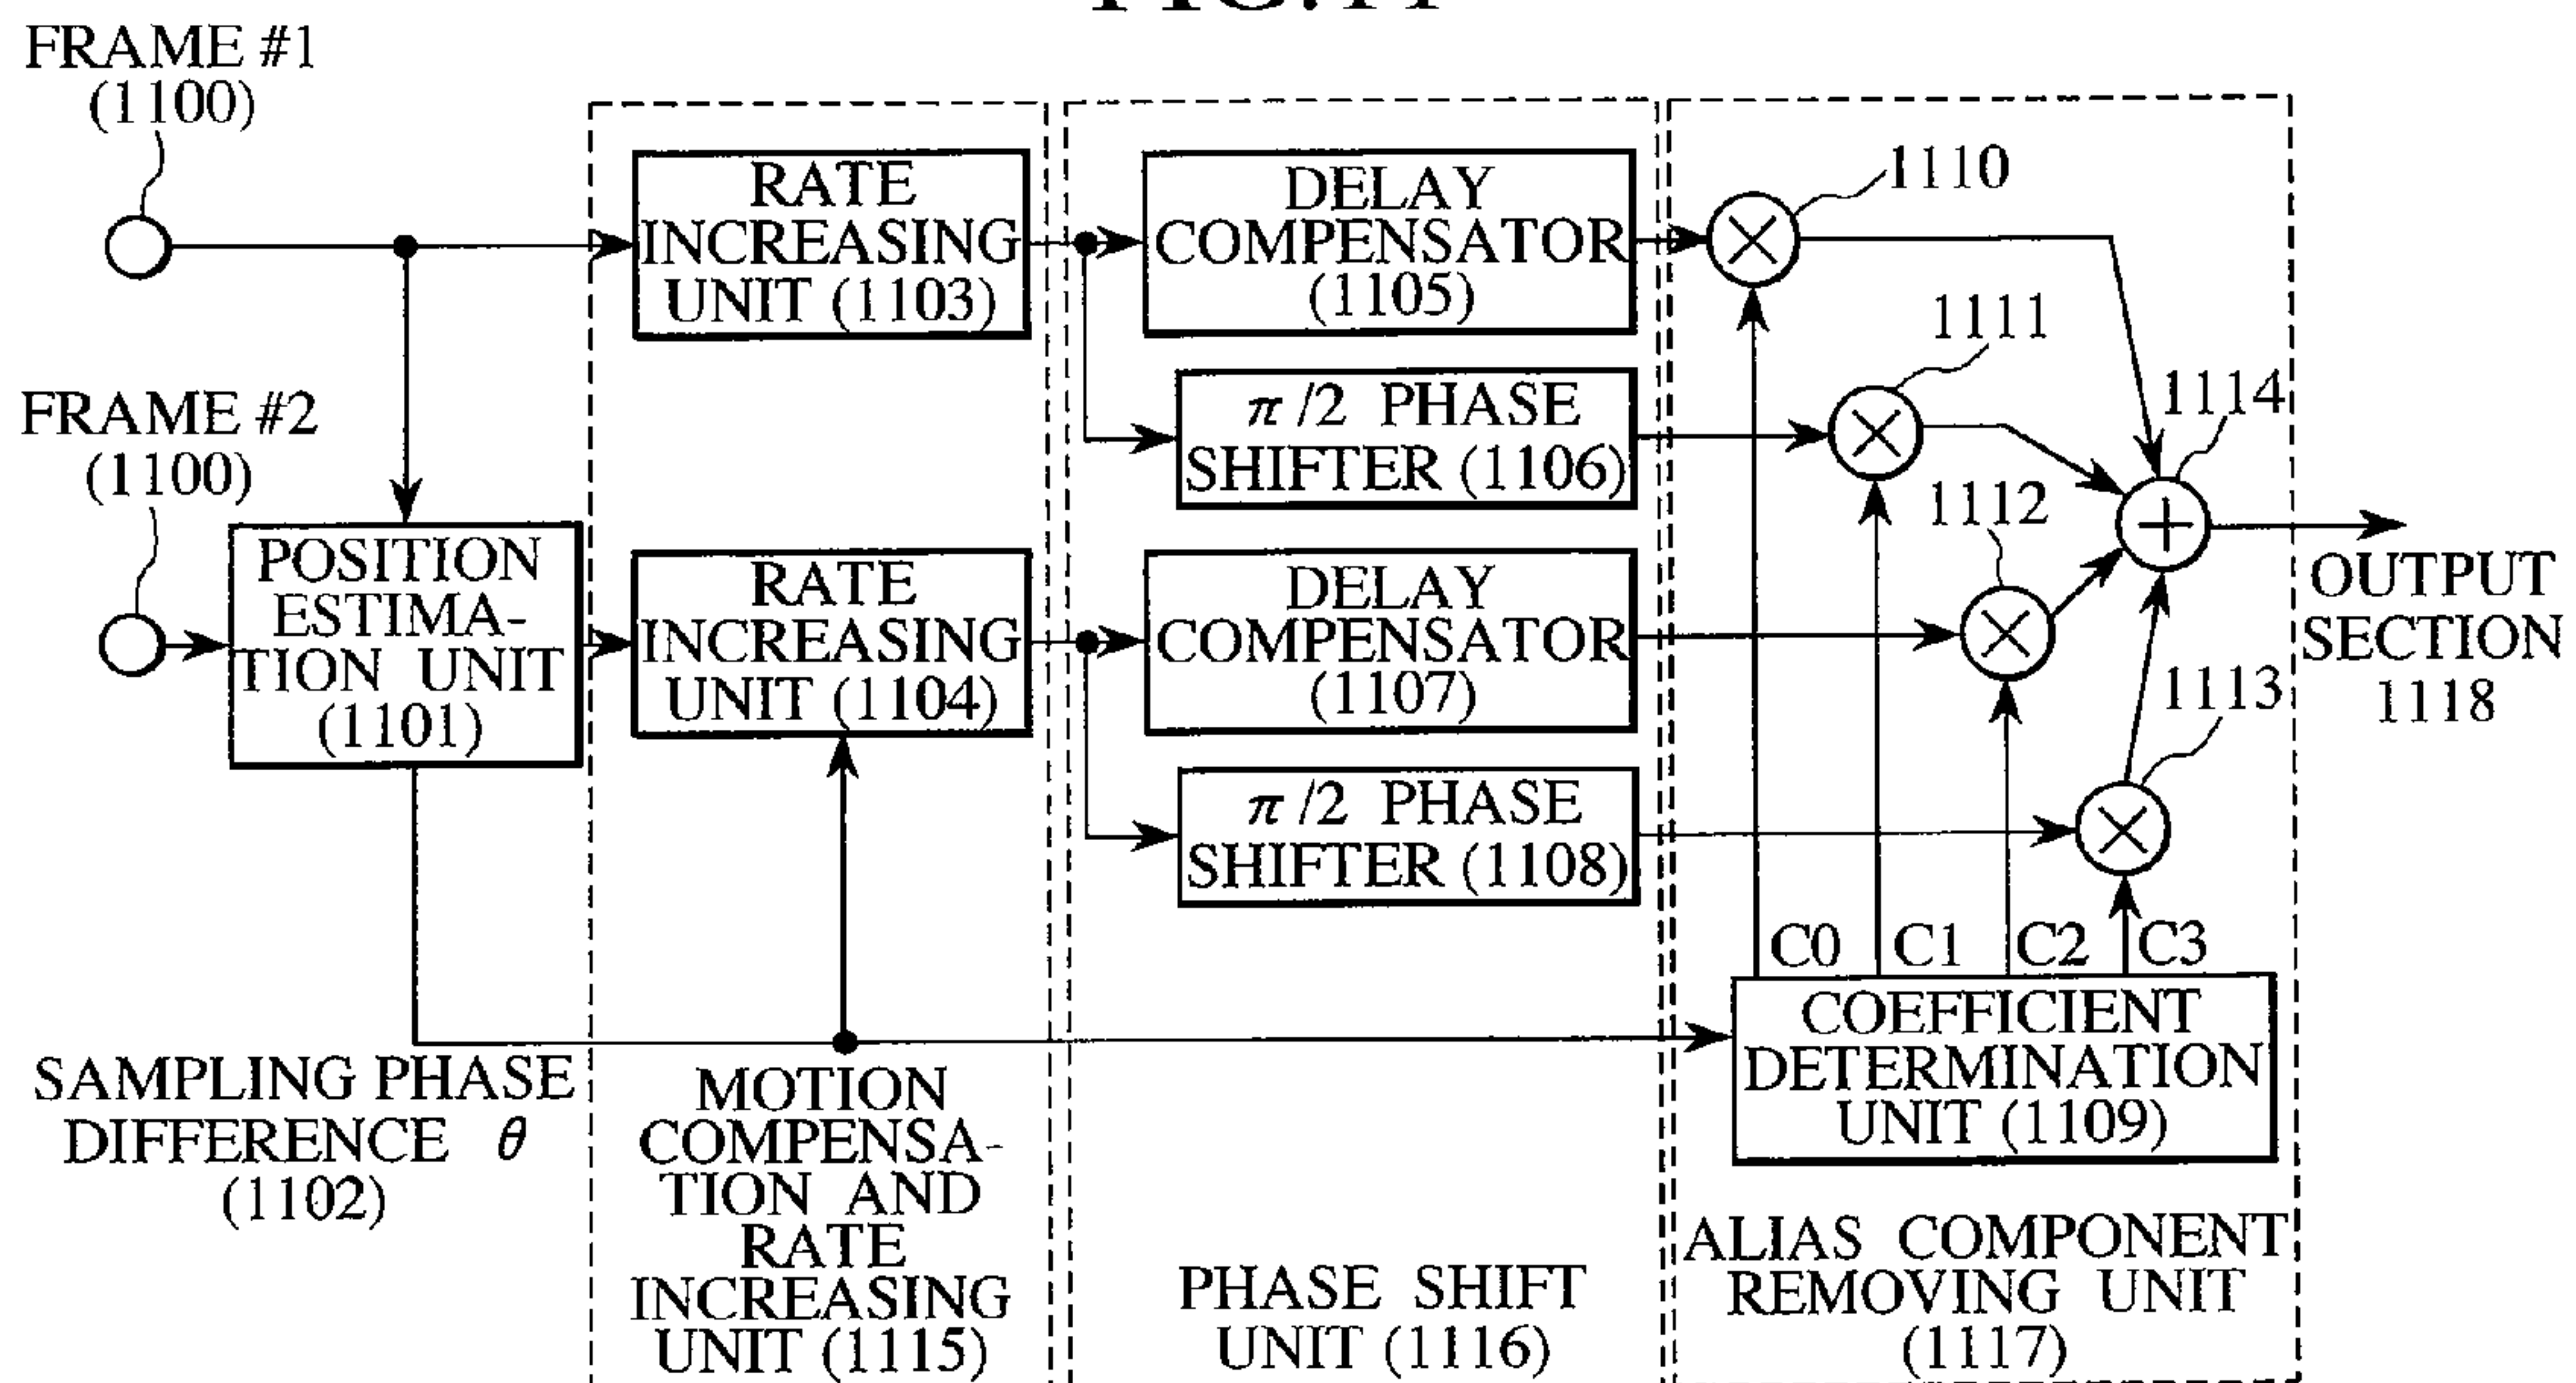 FRAME #1
(1100)
FRAME #2
(1100)
POSITION
ESTIMA-
TION UNIT
(1101)
SAMPLING PHASE
DIFFERENCE θ
(1102)
RATE
INCREASING
UNIT (1103)
RATE
INCREASING
UNIT (1104)
MOTION
COMPENSA-
TION AND
RATE
INCREASING
UNIT (1115)
DELAY
COMPENSATOR
(1105)
π/2 PHASE
SHIFTER (1106)
DELAY
COMPENSATOR
(1107)
π/2 PHASE
SHIFTER (1108)
PHASE SHIFT
UNIT (1116)
1110
1111
1114
1112
1113
C0 C1 C2 C3
COEFFICIENT
DETERMINATION
UNIT (1109)
ALIAS COMPONENT
REMOVING UNIT
(1117)
OUTPUT
SECTION
1118